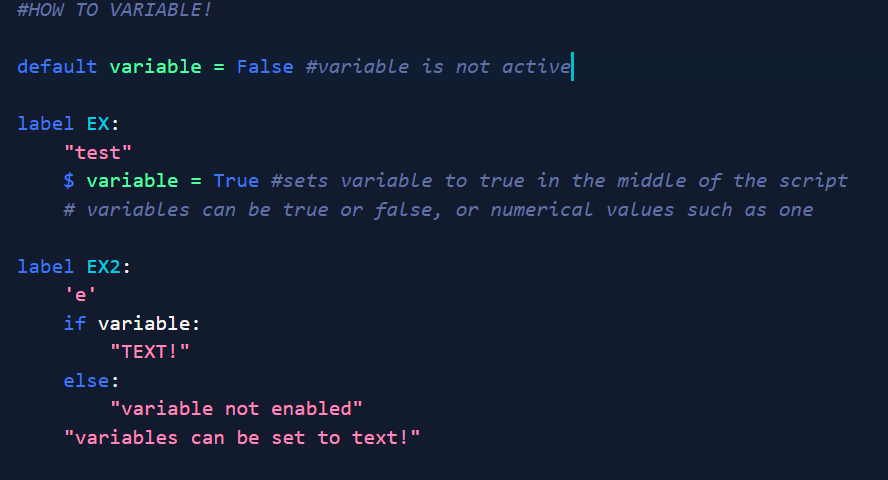 #HOW TO VARIABLE!
default variable = False #variable is not active
label EX:
"test"
$ variable = True #sets variable to true in the middle of the script
# variables can be true or false, or numerical values such as one
label EX2:
'e'
if variable:
"TEXT!"
else:
"variable not enabled"
"variables can be set to text!"